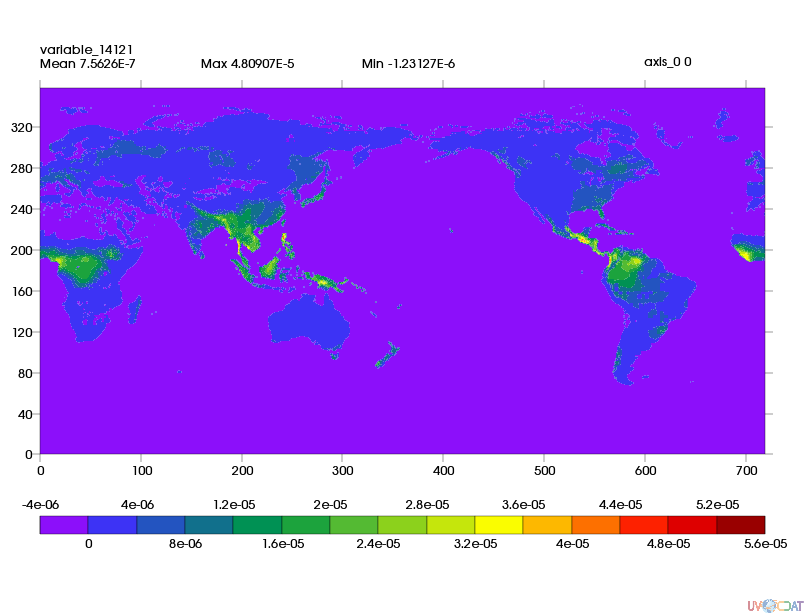 variable_14121
Mean 7.5626E-7 Max 4.80907E-5 Min -1.23127E-6 axis_0 0
320
280
240
200
160
120
80
40
0
0 100 200 300 400 500 600 700
-4e-06 4e-06 1.2e-05 2e-05 2.8e-05 3.6e-05 4.4e-05 5.2e-05
0 8e-06 1.6e-05 2.4e-05 3.2e-05 4e-05 4.8e-05 5.6e-05
UV CDAT